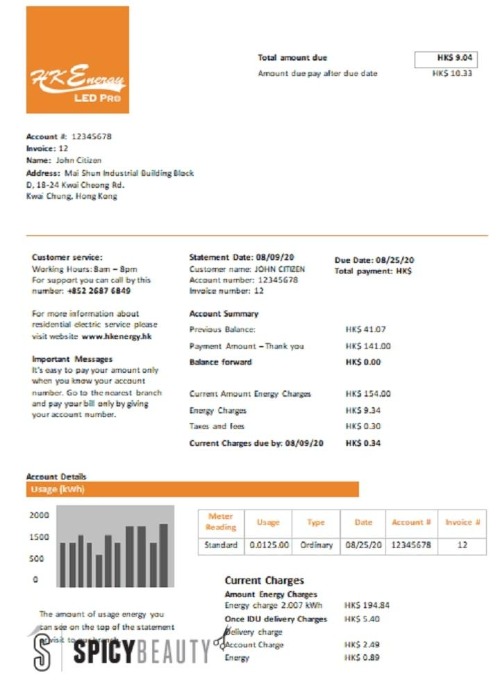 HK Energy
LED Pro
Total amount due HK$ 9.04
Amount due pay after due date HK$ 10.33
Account #: 12345678
Invoice: 12
Name: John Citizen
Address: Mai Shun Industrial Building Block
D, 18-24 Kwai Cheong Rd.
Kwai Chung, Hong Kong
Customer service:
Working Hours: 8am – 8pm
For support you can call by this
number: +852 2687 6849
For more information about
residential electric service please
visit website www.hkenergy.hk
Important Messages
It's easy to pay your amount only
when you know your account
number. Go to the nearest branch
and pay your bill only by giving
your account number.
Statement Date: 08/09/20
Customer name: JOHN CITIZEN
Account number: 12345678
Invoice number: 12
Due Date: 08/25/20
Total payment: HK$
Account Summary
Previous Balance: HK$ 41.07
Payment Amount – Thank you HK$ 141.00
Balance forward HK$ 0.00
Current Amount Energy Charges HK$ 154.00
Energy Charges HK$ 9.34
Taxes and fees HK$ 0.30
Current Charges due by: 08/09/20 HK$ 0.34
Account Details
Usage (kWh)
2000
1500
500
0
Meter Reading Usage Type Date Account # Invoice #
Standard 0.0125.00 Ordinary 08/25/20 12345678 12
The amount of usage energy you
can see on the top of the statement
visit to
Current Charges
Amount Energy Charges
Energy charge 2.007 kWh HK$ 194.84
Once IDU delivery Charges HK$ 5.40
Delivery charge
Account Charge HK$ 2.49
Energy HK$ 0.89
S SPICYBEAUTY